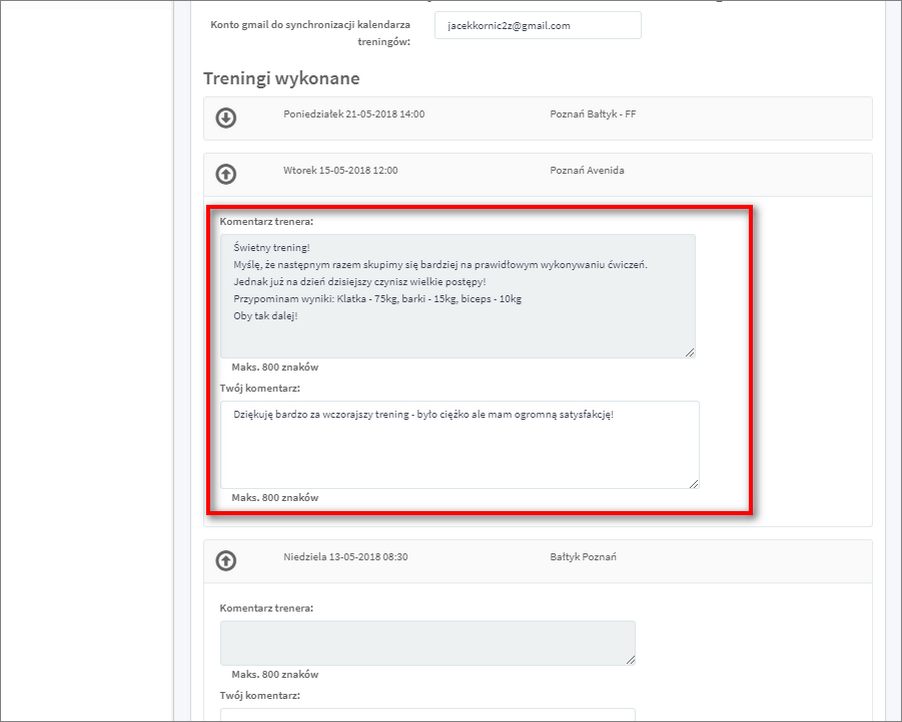 Konto gmail do synchronizacji kalendarza
treningów:
jacekkornic2z@gmail.com
Treningi wykonane
Poniedziałek 21-05-2018 14:00
Poznań Bałtyk - FF
Wtorek 15-05-2018 12:00
Poznań Avenida
Komentarz trenera:
Świetny trening!
Myślę, że następnym razem skupimy się bardziej na prawidłowym wykonywaniu ćwiczeń.
Jednak już na dzień dzisiejszy czynisz wielkie postępy!
Przypominam wyniki: Klatka - 75kg, barki - 15kg, biceps - 10kg
Oby tak dalej!
Maks. 800 znaków
Twój komentarz:
Dziękuję bardzo za wczorajszy trening - było ciężko ale mam ogromną satysfakcję!
Maks. 800 znaków
Niedziela 13-05-2018 08:30
Bałtyk Poznań
Komentarz trenera:
Maks. 800 znaków
Twój komentarz: